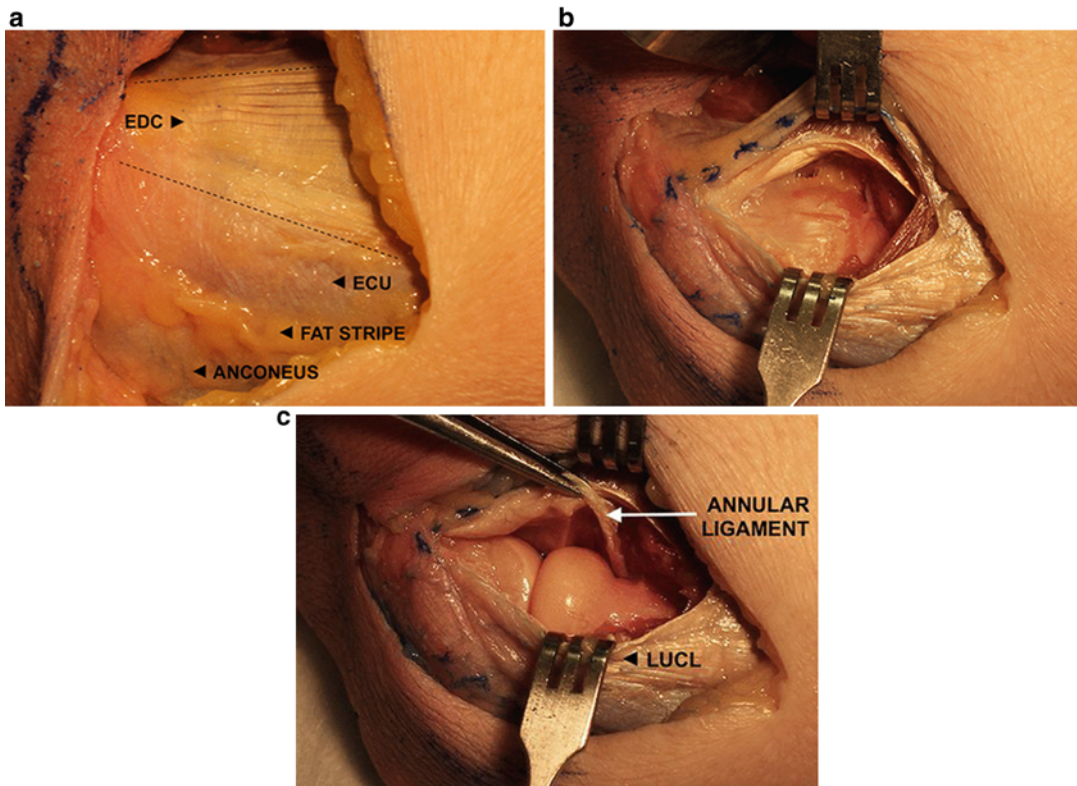 a
EDC
ECU
FAT STRIPE
ANCONEUS
b
c
ANNULAR
LIGAMENT
LUCL